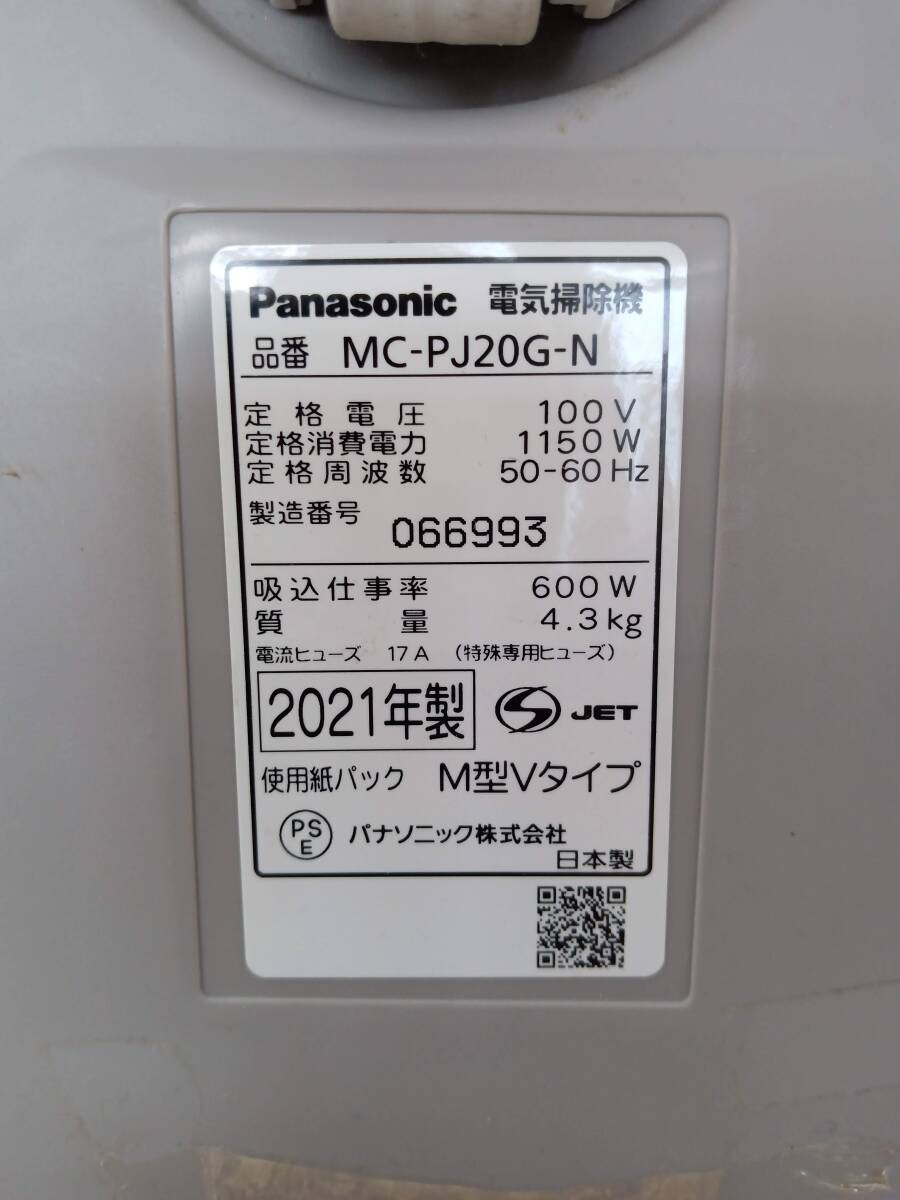 Panasonic 電気掃除機
品番 MC-PJ20G-N
定格電圧 100V
定格消費電力 1150W
定格周波数 50-60Hz
製造番号 066993
吸込仕事率 600W
質量 4.3kg
電流ヒューズ 17A (特殊専用ヒューズ)
2021年製 S JET
使用紙パック M型Vタイプ
PSE パナソニック株式会社
日本製